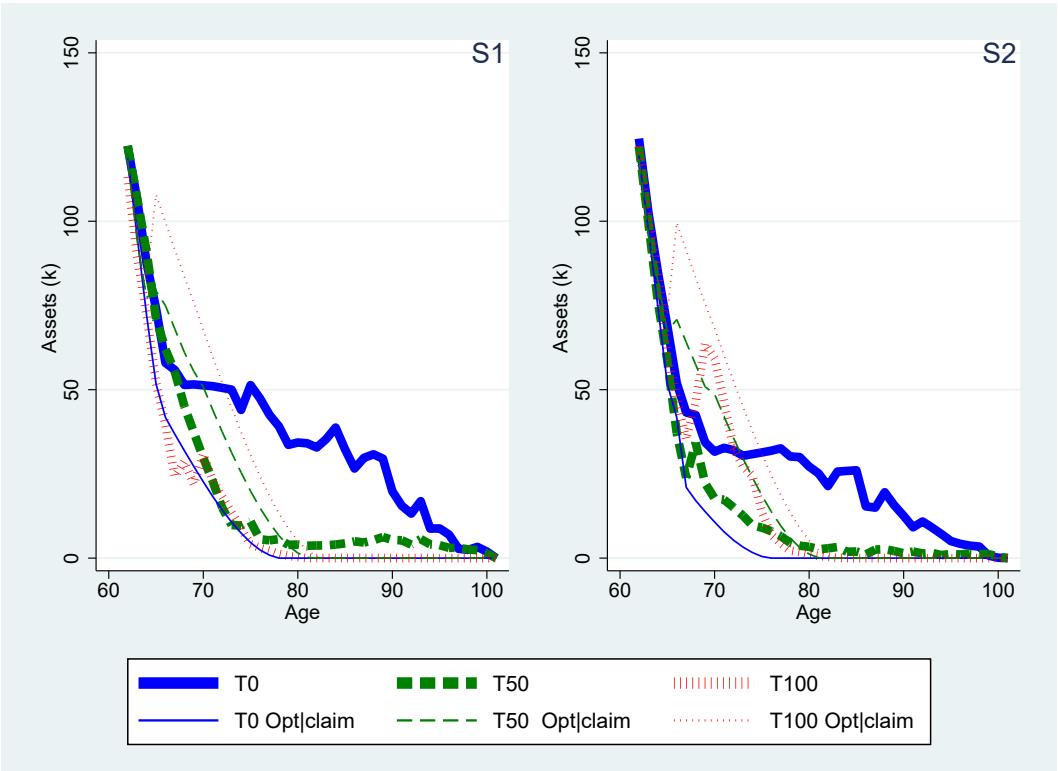 S1
150
100
50
0
Assets (k)
60 70 80 90 100
Age
S2
150
100
50
0
Assets (k)
60 70 80 90 100
Age
T0 T50 T100
T0 Opt|claim T50 Opt|claim T100 Opt|claim